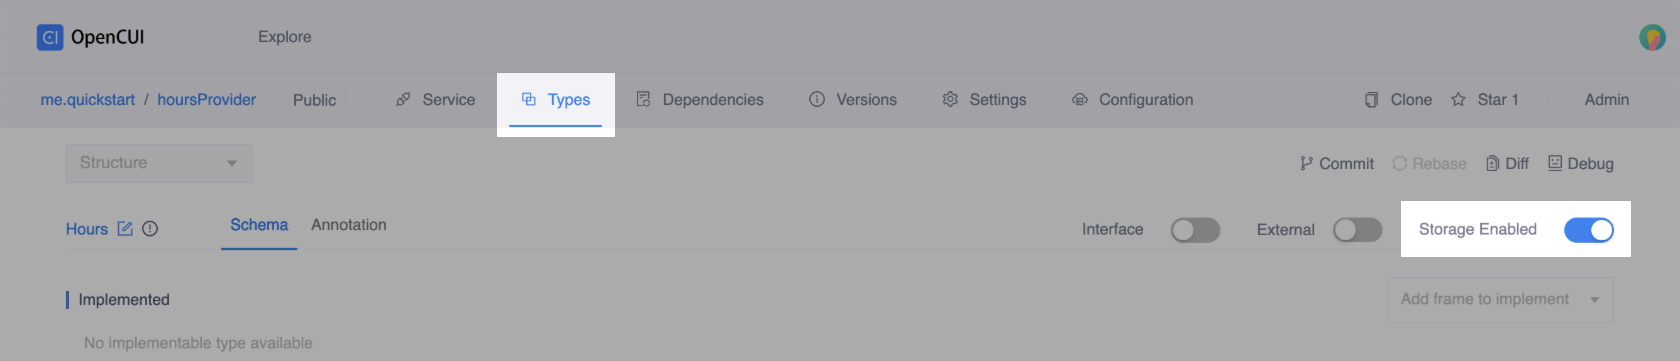 OpenCUI Explore
me.quickstart / hoursProvider Public Service Types Dependencies Versions Settings Configuration Clone Star 1 Admin
Structure Commit Rebase Diff Debug
Hours Schema Annotation Interface External Storage Enabled
Implemented Add frame to implement
No implementable type available